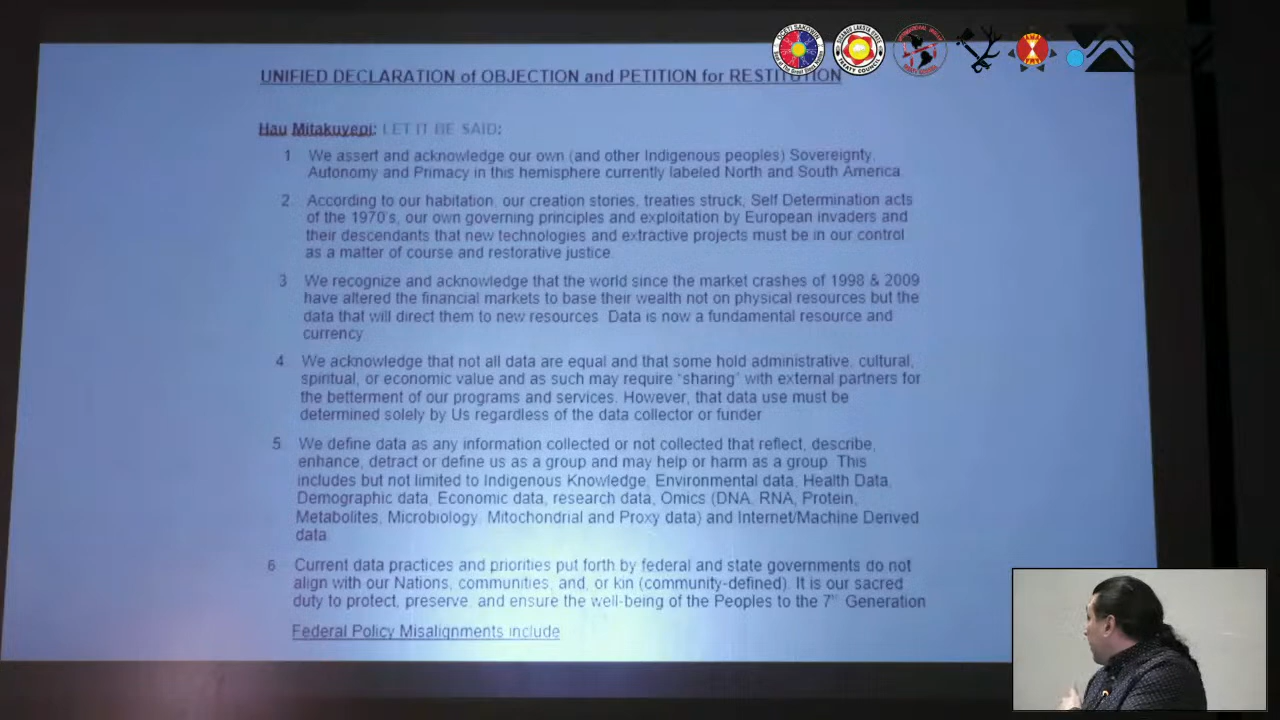 UNIFIED DECLARATION of OBJECTION and PETITION for RESTITUTION
Hau Mitakuyepi: LET IT BE SAID:
1 We assert and acknowledge our own (and other Indigenous peoples) Sovereignty,
Autonomy and Primacy in this hemisphere currently labeled North and South America.
2 According to our habitation, our creation stories, treaties struck, Self Determination acts
of the 1970's, our own governing principles and exploitation by European invaders and
their descendants that new technologies and extractive projects must be in our control
as a matter of course and restorative justice.
3 We recognize and acknowledge that the world since the market crashes of 1998 & 2009
have altered the financial markets to base their wealth not on physical resources but the
data that will direct them to new resources. Data is now a fundamental resource and
currency
4 We acknowledge that not all data are equal and that some hold administrative, cultural,
spiritual, or economic value and as such may require "sharing" with external partners for
the betterment of our programs and services. However, that data use must be
determined solely by Us regardless of the data collector or funder
5 We define data as any information collected or not collected that reflect, describe,
enhance, detract or define us as a group and may help or harm as a group. This
includes but not limited to Indigenous Knowledge, Environmental data, Health Data,
Demographic data, Economic data, research data, Omics (DNA, RNA, Protein,
Metabolites, Microbiology, Mitochondrial and Proxy data) and Internet/Machine Derived
data.
6 Current data practices and priorities put forth by federal and state governments do not
align with our Nations, communities, and, or kin (community-defined). It is our sacred
duty to protect, preserve, and ensure the well-being of the Peoples to the 7th Generation
Federal Policy Misalignments include
OCETI SAKOWIN
TREATY COUNCIL